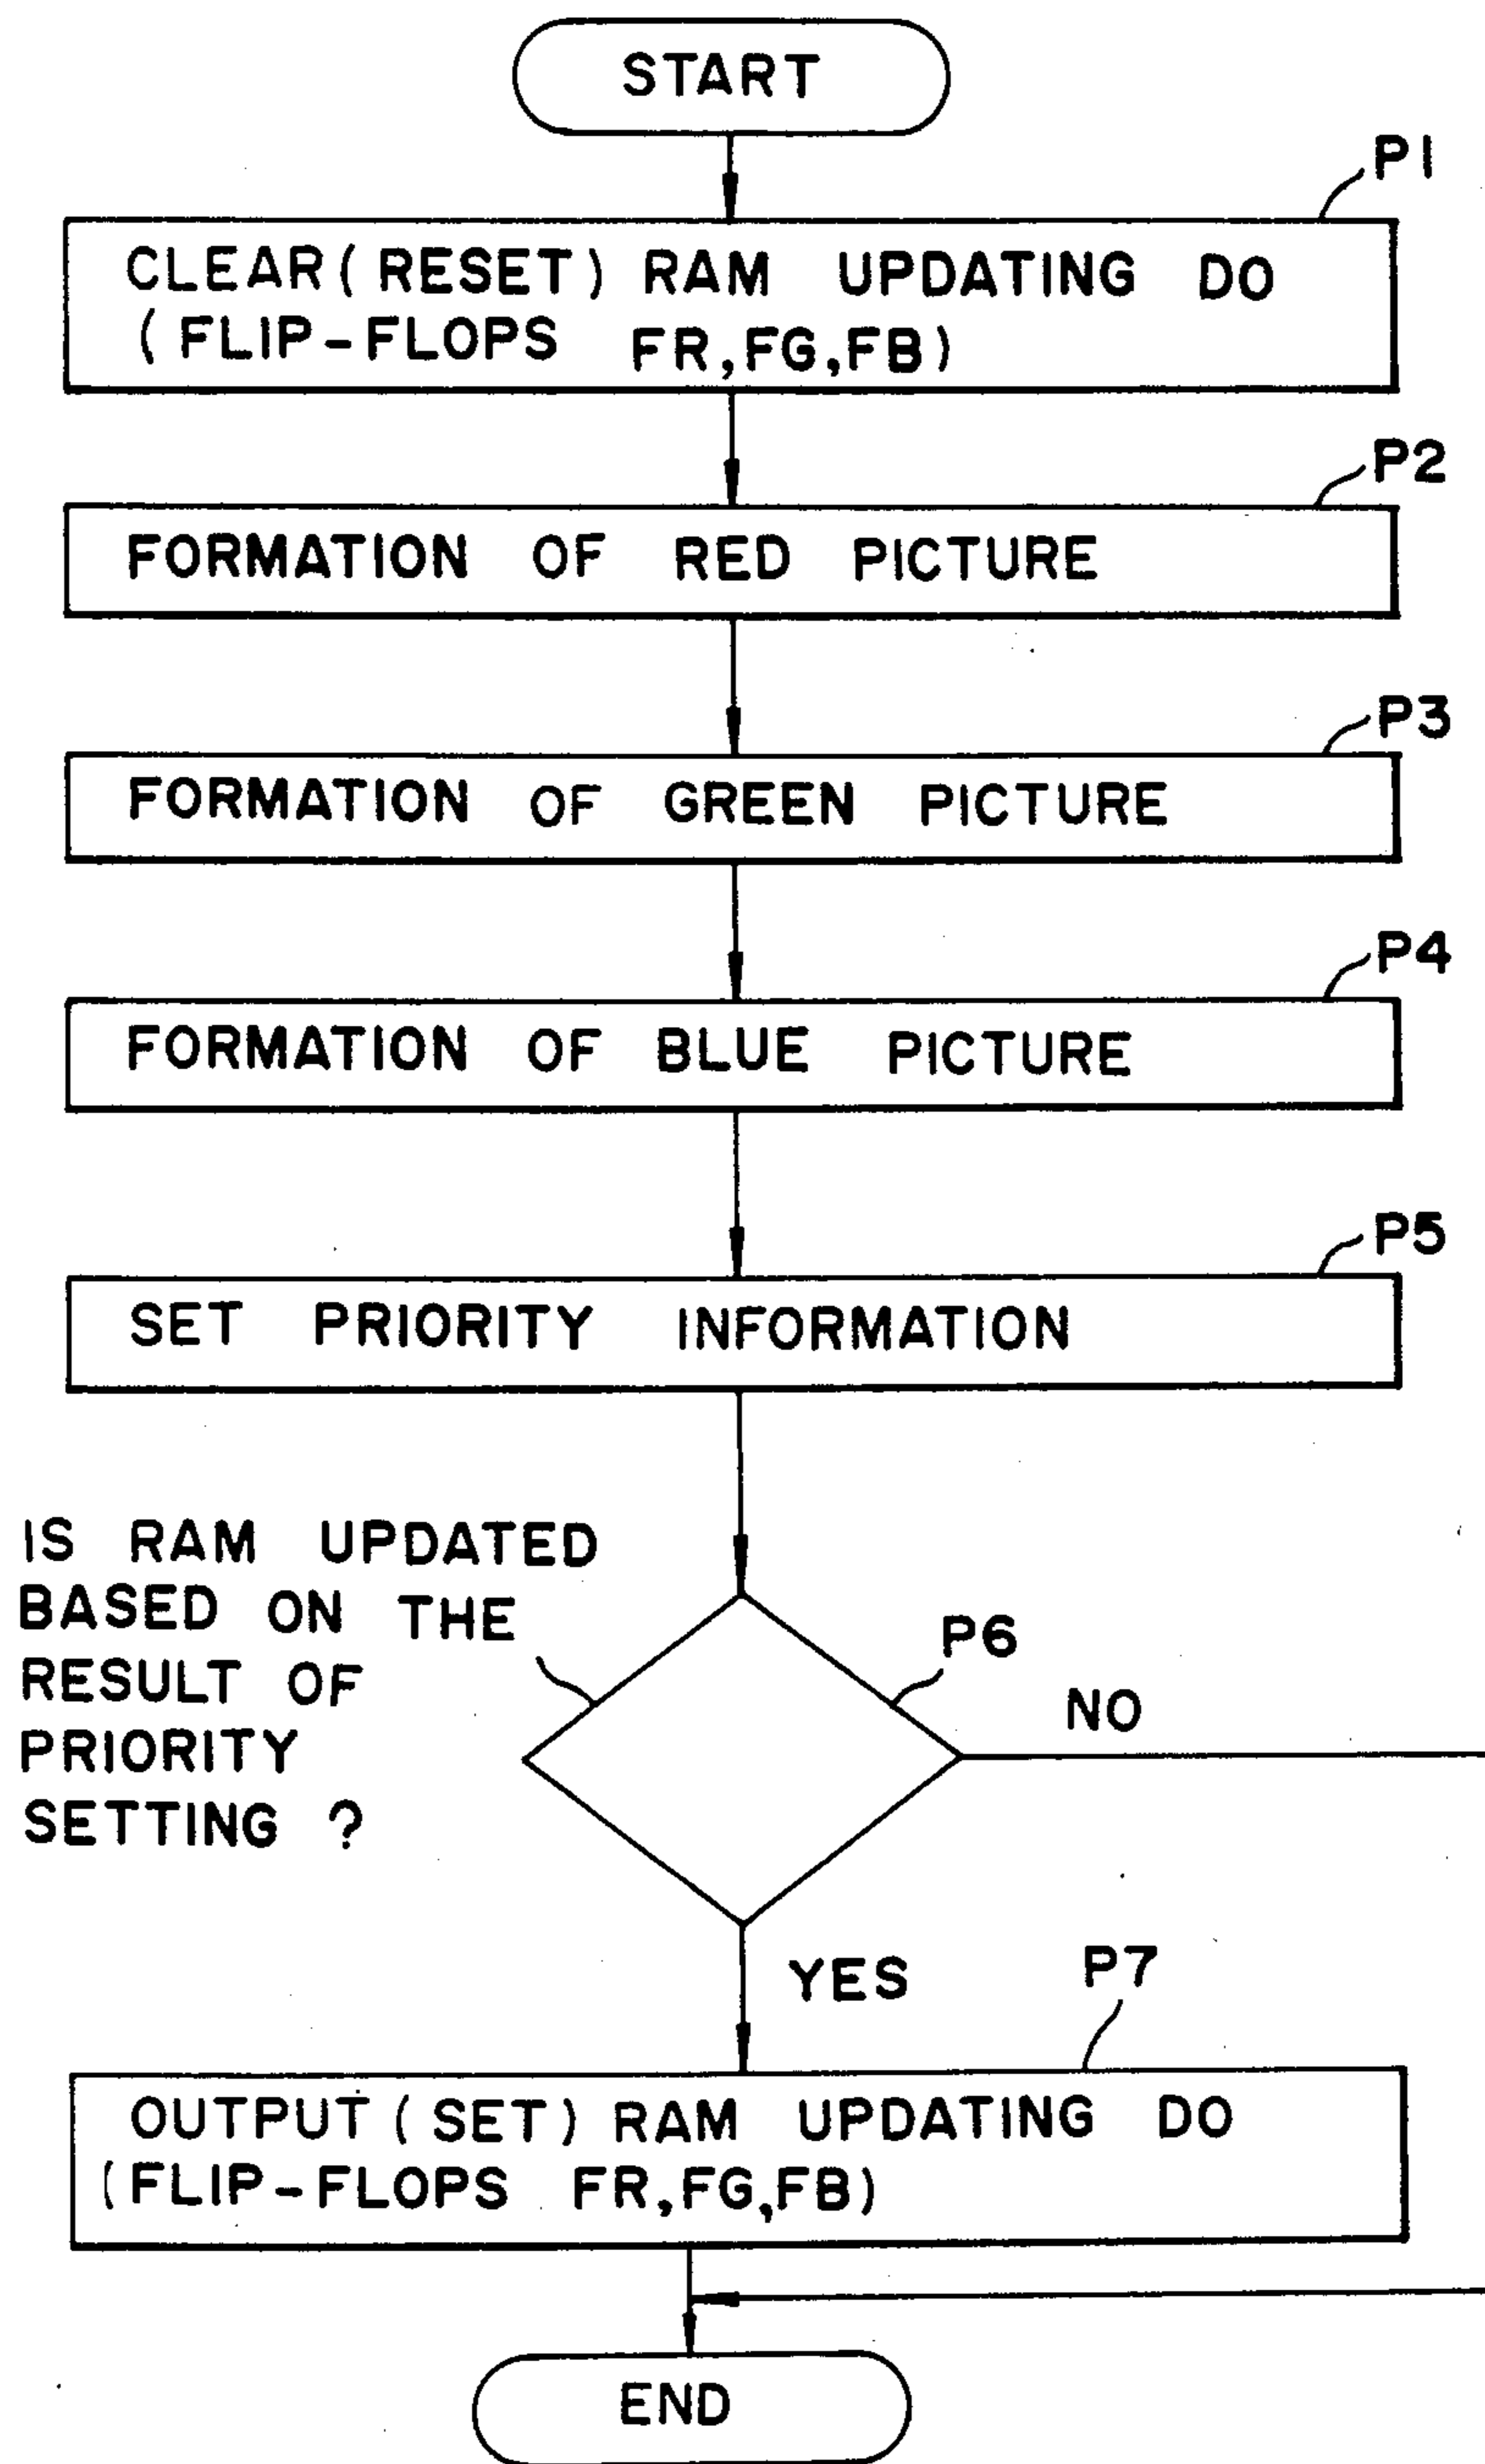 START
P1
CLEAR(RESET) RAM UPDATING DO
(FLIP-FLOPS FR,FG,FB)
P2
FORMATION OF RED PICTURE
P3
FORMATION OF GREEN PICTURE
P4
FORMATION OF BLUE PICTURE
P5
SET PRIORITY INFORMATION
IS RAM UPDATED
BASED ON THE
RESULT OF
PRIORITY
SETTING ?
P6
NO
YES
P7
OUTPUT(SET) RAM UPDATING DO
(FLIP-FLOPS FR,FG,FB)
END